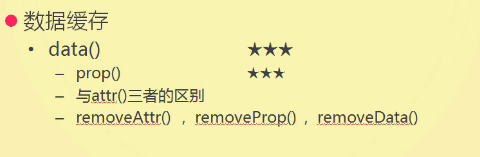 数据缓存
• data() ★★★
– prop() ★★★
– 与attr()三者的区别
– removeAttr() ，removeProp() ，removeData()